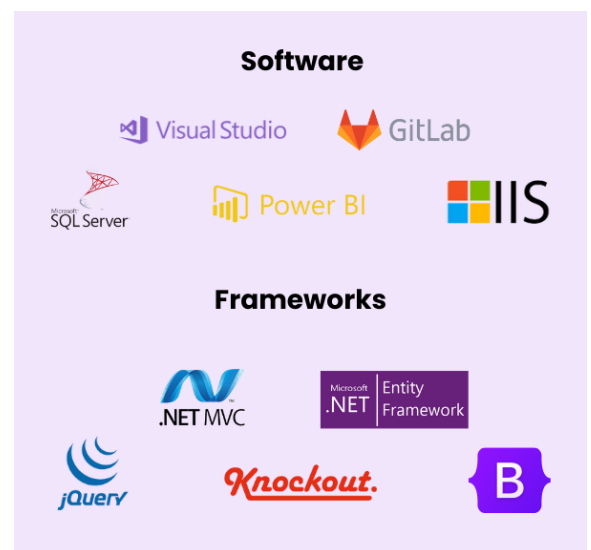 Software
Visual Studio
GitLab
Microsoft
SQL Server
Power BI
IIS
Frameworks
.NET MVC
Microsoft
.NET
Entity
Framework
jQuery
Knockout.
B